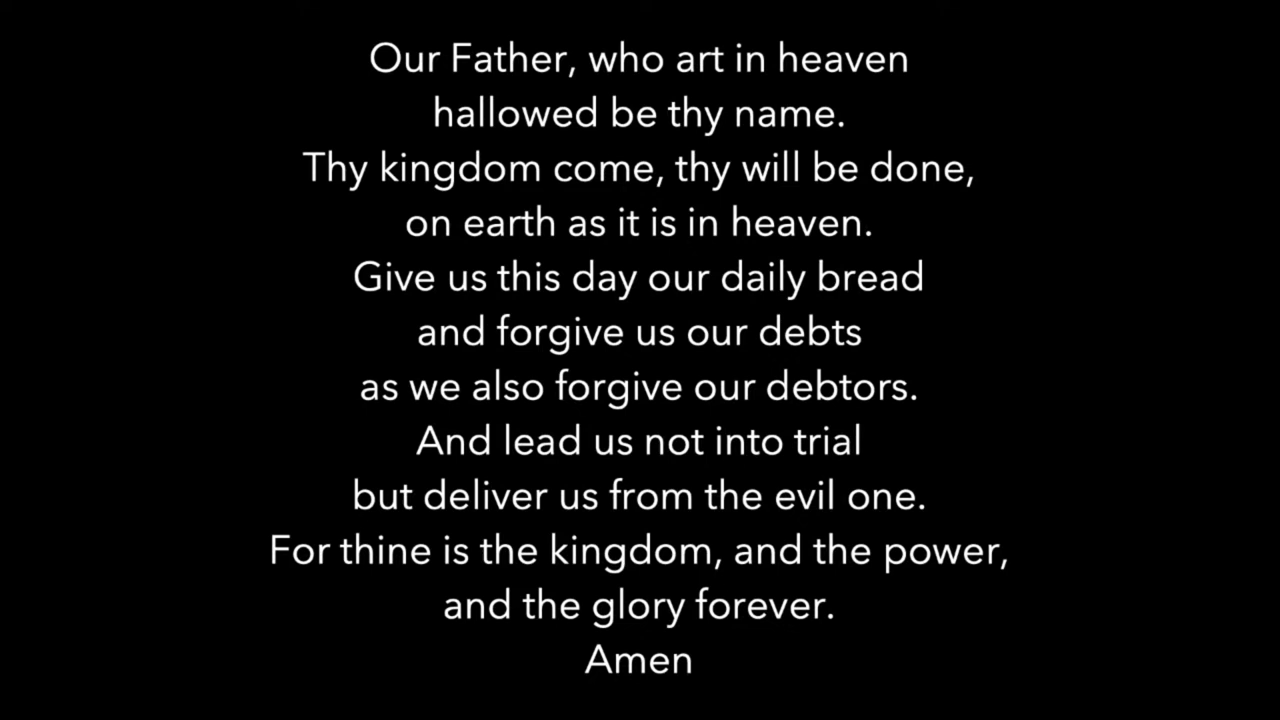 Our Father, who art in heaven
hallowed be thy name.
Thy kingdom come, thy will be done,
on earth as it is in heaven.
Give us this day our daily bread
and forgive us our debts
as we also forgive our debtors.
And lead us not into trial
but deliver us from the evil one.
For thine is the kingdom, and the power,
and the glory forever.
Amen